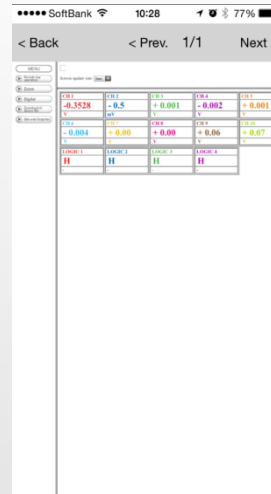 ●●●●● SoftBank 10:28 77%
< Back < Prev. 1/1 Next
MENU
Zoom
Digital
CH 1 CH 2 CH 3 CH 4 CH 5
-0.3528 - 0.5 + 0.001 - 0.002 + 0.001
V mV V V V
CH 6 CH 7 CH 8 CH 9 CH 10
- 0.004 + 0.00 + 0.00 + 0.06 + 0.07
V V V V V
LOGIC 1 LOGIC 2 LOGIC 3 LOGIC 4
H H H H
- - - -